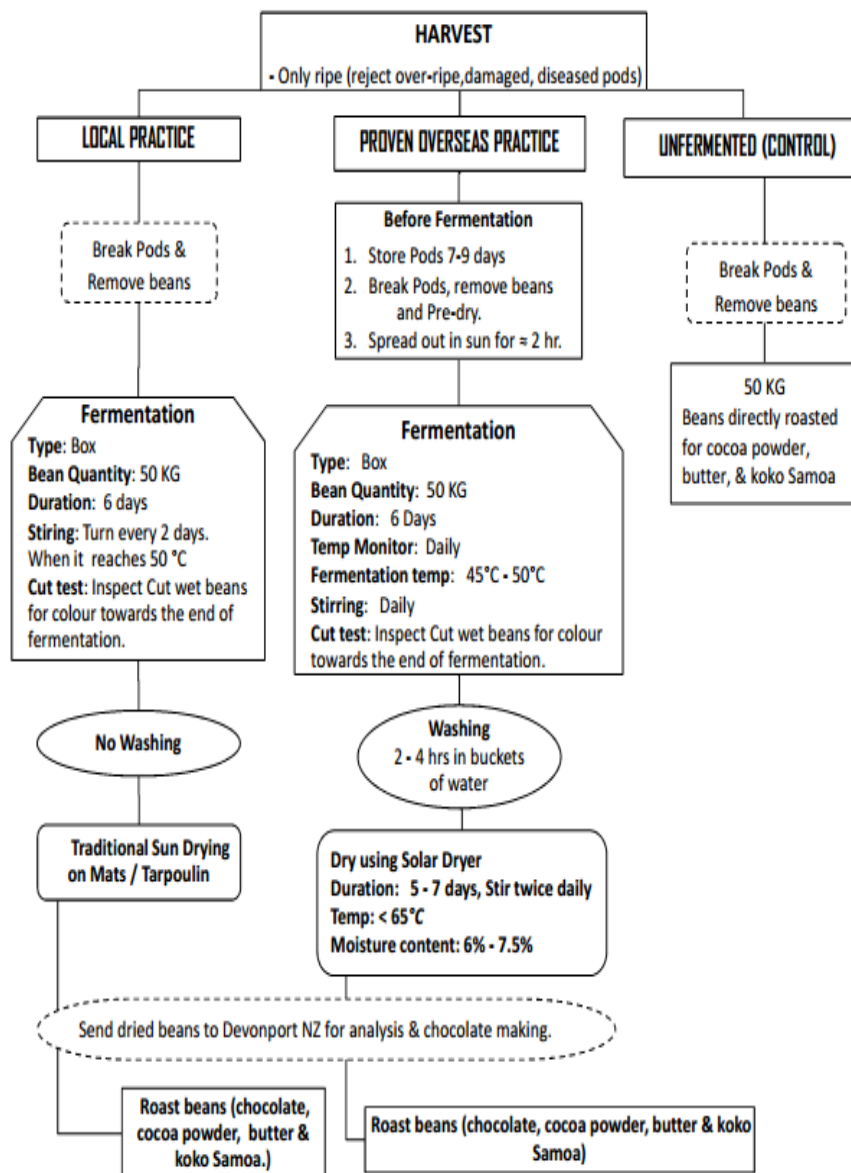 HARVEST
- Only ripe (reject over-ripe,damaged, diseased pods)
LOCAL PRACTICE
PROVEN OVERSEAS PRACTICE
UNFERMENTED (CONTROL)
Break Pods &
Remove beans
Before Fermentation
1. Store Pods 7-9 days
2. Break Pods, remove beans
and Pre-dry.
3. Spread out in sun for ≈ 2 hr.
Break Pods &
Remove beans
50 KG
Beans directly roasted
for cocoa powder,
butter, & koko Samoa
Fermentation
Type: Box
Bean Quantity: 50 KG
Duration: 6 days
Stiring: Turn every 2 days.
When it reaches 50 °C
Cut test: Inspect Cut wet beans
for colour towards the end of
fermentation.
Fermentation
Type: Box
Bean Quantity: 50 KG
Duration: 6 Days
Temp Monitor: Daily
Fermentation temp: 45°C - 50°C
Stirring: Daily
Cut test: Inspect Cut wet beans for colour
towards the end of fermentation.
No Washing
Washing
2 - 4 hrs in buckets
of water
Traditional Sun Drying
on Mats / Tarpoulin
Dry using Solar Dryer
Duration: 5 - 7 days, Stir twice daily
Temp: < 65°C
Moisture content: 6% - 7.5%
Send dried beans to Devonport NZ for analysis & chocolate making.
Roast beans (chocolate,
cocoa powder, butter &
koko Samoa.)
Roast beans (chocolate, cocoa powder, butter & koko
Samoa)